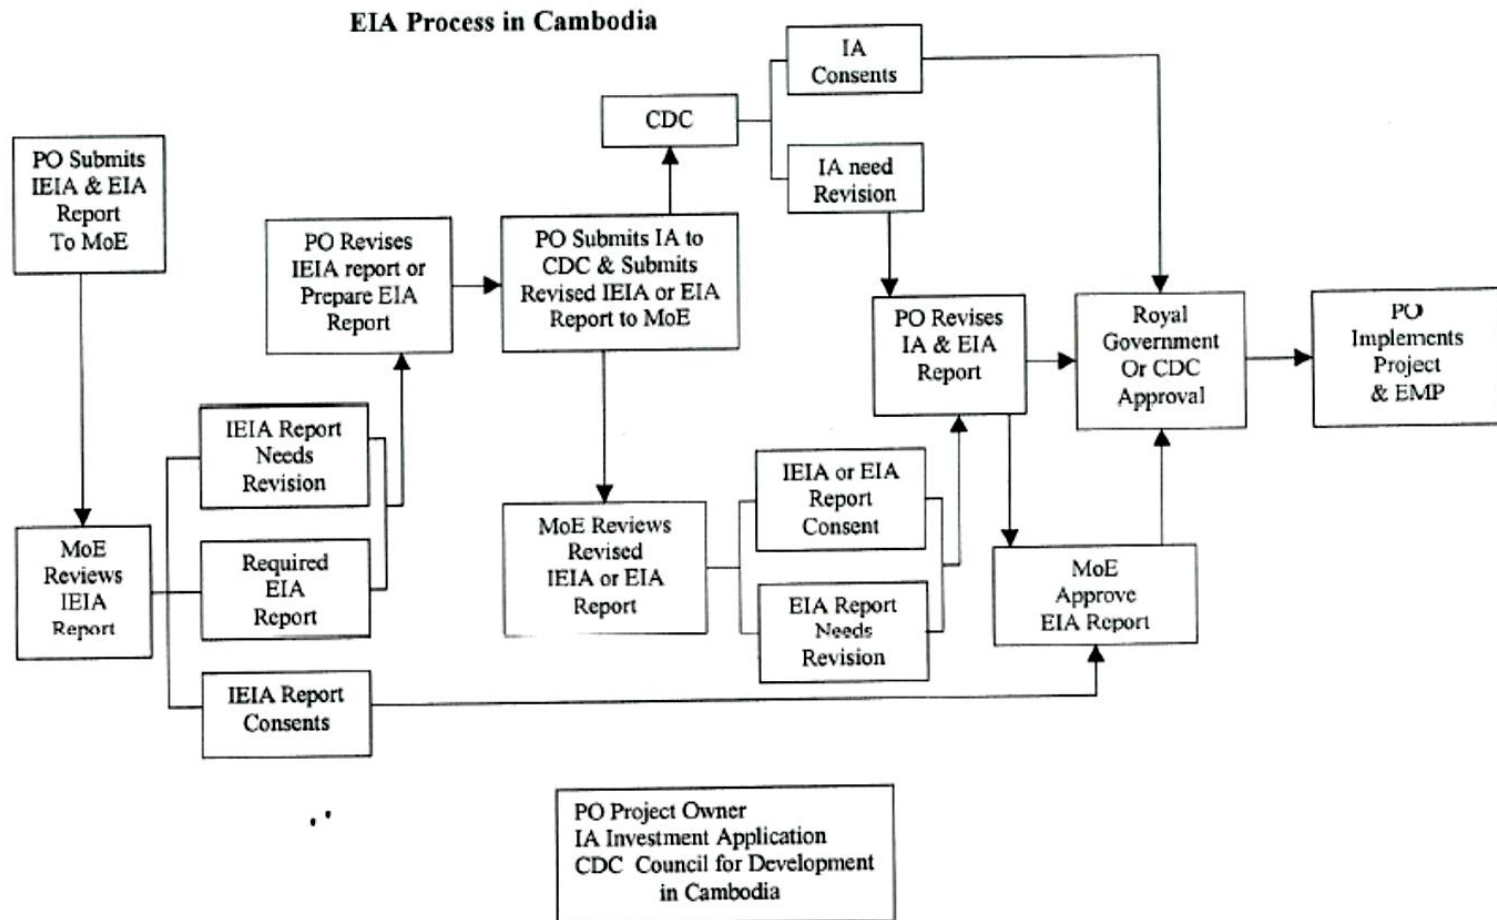 EIA Process in Cambodia
PO Submits
IEIA & EIA
Report
To MoE
MoE
Reviews
IEIA
Report
IEIA Report
Needs
Revision
Required
EIA
Report
IEIA Report
Consents
PO Revises
IEIA report or
Prepare EIA
Report
PO Submits IA to
CDC & Submits
Revised IEIA or EIA
Report to MoE
CDC
IA
Consents
IA need
Revision
MoE Reviews
Revised
IEIA or EIA
Report
IEIA or EIA
Report
Consent
EIA Report
Needs
Revision
PO Revises
IA & EIA
Report
MoE
Approve
EIA Report
Royal
Government
Or CDC
Approval
PO
Implements
Project
& EMP
PO Project Owner
IA Investment Application
CDC Council for Development
in Cambodia